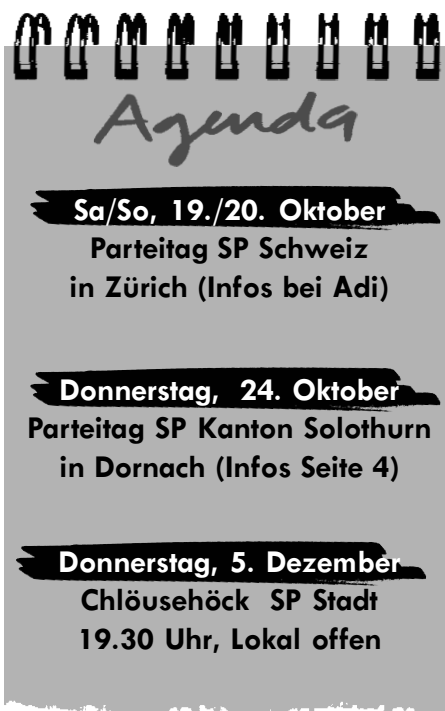 Agenda
Sa/So, 19./20. Oktober
Parteitag SP Schweiz
in Zürich (Infos bei Adi)
Donnerstag, 24. Oktober
Parteitag SP Kanton Solothurn
in Dornach (Infos Seite 4)
Donnerstag, 5. Dezember
Chlöusehöck SP Stadt
19.30 Uhr, Lokal offen